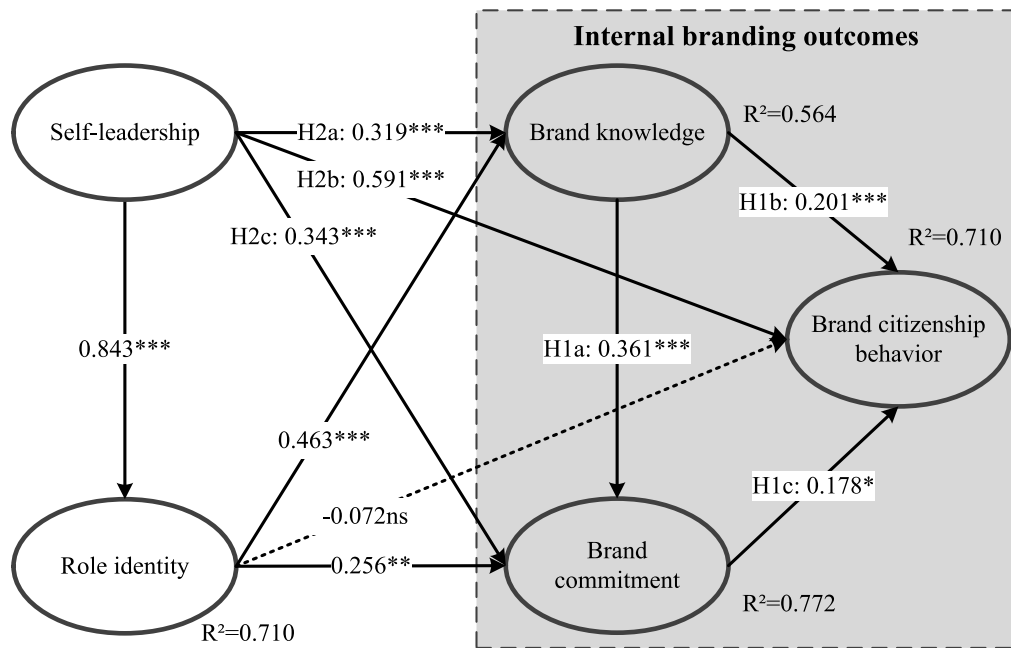 Internal branding outcomes
Self-leadership
H2a: 0.319***
Brand knowledge
R²=0.564
H2b: 0.591***
H1b: 0.201***
H2c: 0.343***
R²=0.710
0.843***
H1a: 0.361***
Brand citizenship
behavior
0.463***
H1c: 0.178*
-0.072ns
Role identity
0.256**
Brand
commitment
R²=0.772
R²=0.710